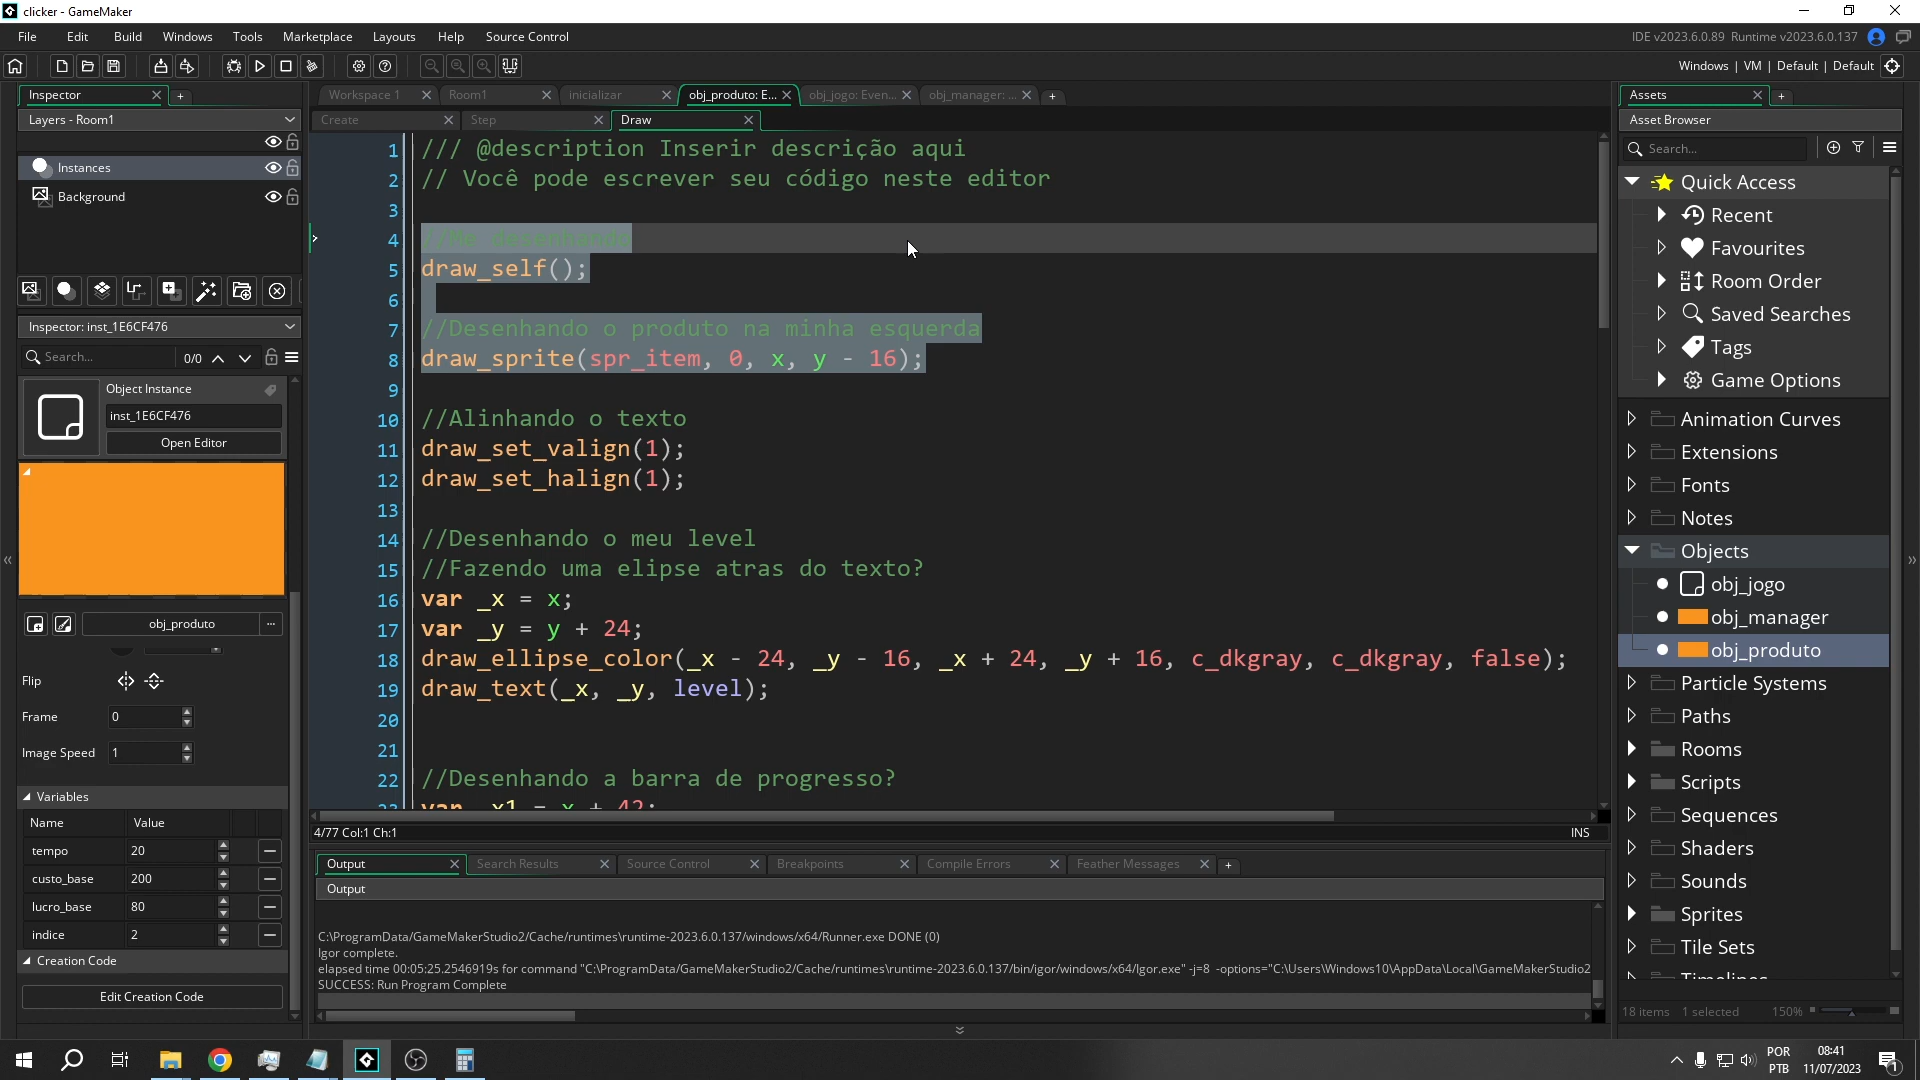 clicker - GameMaker
File Edit Build Windows Tools Marketplace Layouts Help Source Control
IDE v2023.6.0.89 Runtime v2023.6.0.137
Windows | VM | Default | Default
Inspector
Layers - Room1
Instances
Background
Inspector: inst_1E6CF476
Search... 0/0
Object Instance
inst_1E6CF476
Open Editor
obj_produto ...
Flip
Frame 0
Image Speed 1
Variables
Name Value
tempo 20
custo_base 200
lucro_base 80
indice 2
Creation Code
Edit Creation Code
Workspace 1 Room1 inicializar obj_produto: E... obj_jogo: Even... obj_manager: ...
Create Step Draw
1 /// @description Inserir descrição aqui
2 // Você pode escrever seu código neste editor
3
4 //Me desenhando
5 draw_self();
6
7 //Desenhando o produto na minha esquerda
8 draw_sprite(spr_item, 0, x, y - 16);
9
10 //Alinhando o texto
11 draw_set_valign(1);
12 draw_set_halign(1);
13
14 //Desenhando o meu level
15 //Fazendo uma elipse atras do texto?
16 var _x = x;
17 var _y = y + 24;
18 draw_ellipse_color(_x - 24, _y - 16, _x + 24, _y + 16, c_dkgray, c_dkgray, false);
19 draw_text(_x, _y, level);
20
21
22 //Desenhando a barra de progresso?
23 var _x1 = x + 42;
4/77 Col:1 Ch:1 INS
Output Search Results Source Control Breakpoints Compile Errors Feather Messages
Output
C:\ProgramData/GameMakerStudio2/Cache/runtimes\runtime-2023.6.0.137/windows/x64/Runner.exe DONE (0)
Igor complete.
elapsed time 00:05:25.2546919s for command "C:\ProgramData/GameMakerStudio2/Cache/runtimes\runtime-2023.6.0.137/bin/igor/windows/x64/Igor.exe" -j=8 -options="C:\Users\Windows10\AppData\Local\GameMakerStudio2
SUCCESS: Run Program Complete
Assets
Asset Browser
Search...
Quick Access
Recent
Favourites
Room Order
Saved Searches
Tags
Game Options
Animation Curves
Extensions
Fonts
Notes
Objects
obj_jogo
obj_manager
obj_produto
Particle Systems
Paths
Rooms
Scripts
Sequences
Shaders
Sounds
Sprites
Tile Sets
Timelines
18 items 1 selected 150%
POR
PTB
08:41
11/07/2023
1